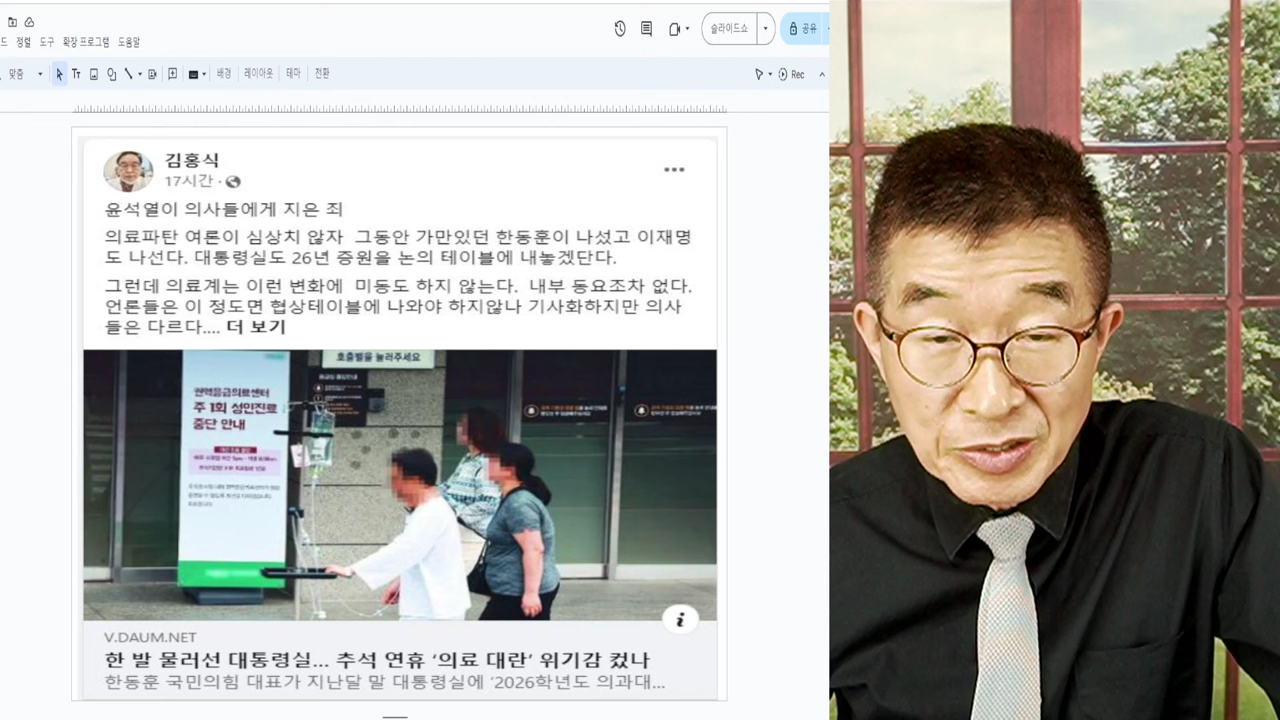 정렬 도구 확장 프로그램 도움말
슬라이드쇼
공유
맞춤
Tт
배경 레이아웃 테마 전환
Rec
김홍식
17시간 ·
윤석열이 의사들에게 지은 죄
의료파탄 여론이 심상치 않자 그동안 가만있던 한동훈이 나섰고 이재명
도 나선다. 대통령실도 26년 증원을 논의 테이블에 내놓겠단다.
그런데 의료계는 이런 변화에 미동도 하지 않는다. 내부 동요조차 없다.
언론들은 이 정도면 협상테이블에 나와야 하지않나 기사화하지만 의사
들은 다르다.... 더 보기
호출벨을 눌러주세요
권역응급의료센터
주 1회 성인진료
중단 안내
V.DAUM.NET
한 발 물러선 대통령실... 추석 연휴 ‘의료 대란’ 위기감 컸나
한동훈 국민의힘 대표가 지난달 말 대통령실에 ‘2026학년도 의과대...